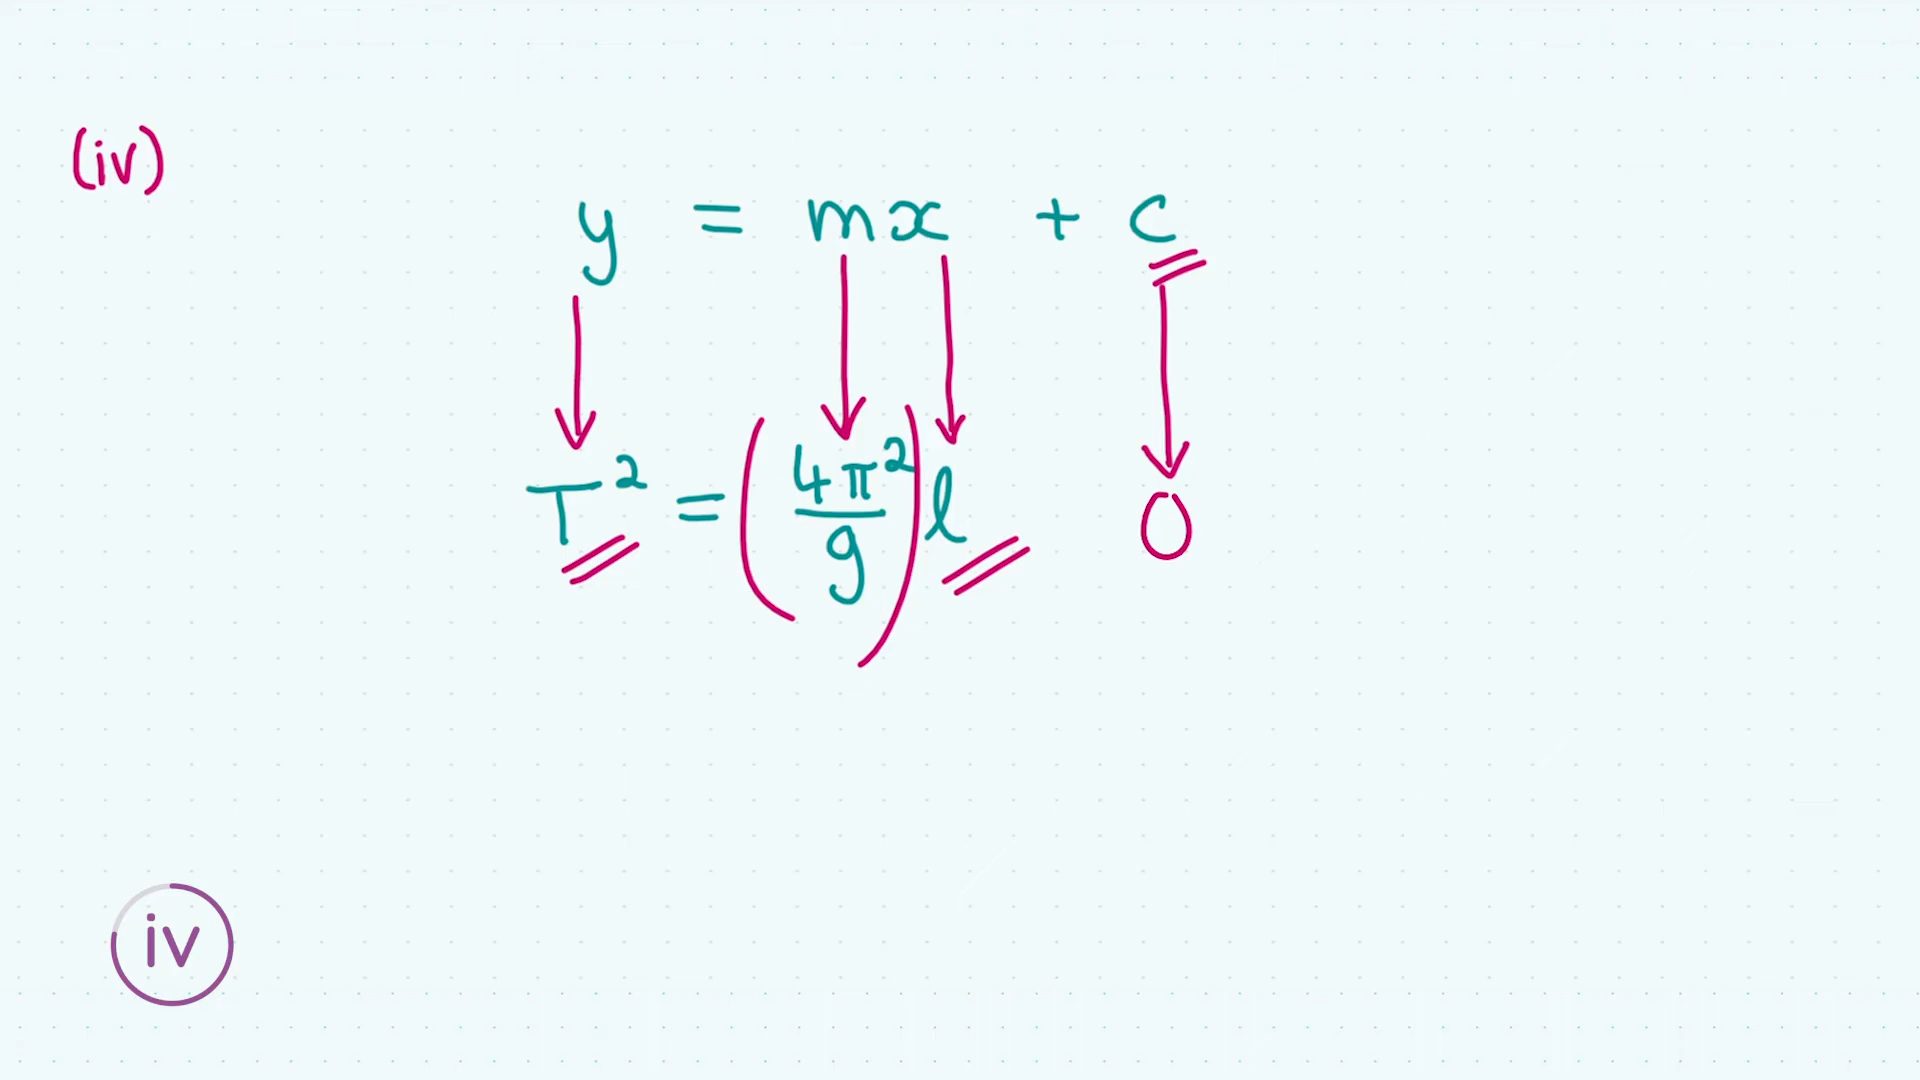 (iv)
y = mx + c
T² = (4π²/g) l 0
iv